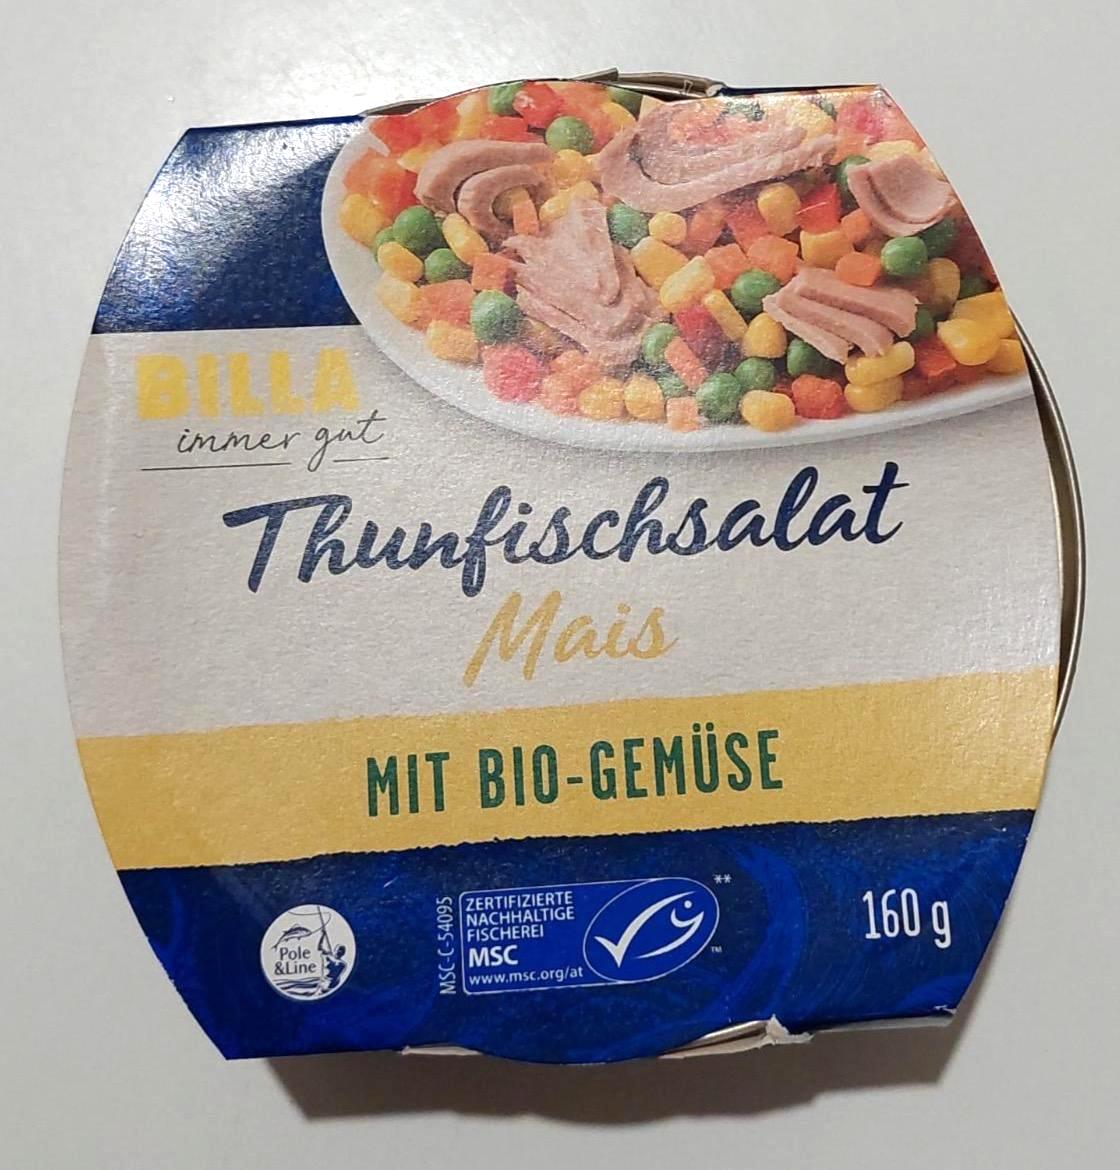 BILLA
immer gut
Thunfischsalat
Mais
MIT BIO-GEMÜSE
Pole
&Line
MSC-C-54095
ZERTIFIZIERTE
NACHHALTIGE
FISCHEREI
MSC
www.msc.org/at
**
TM
160 g